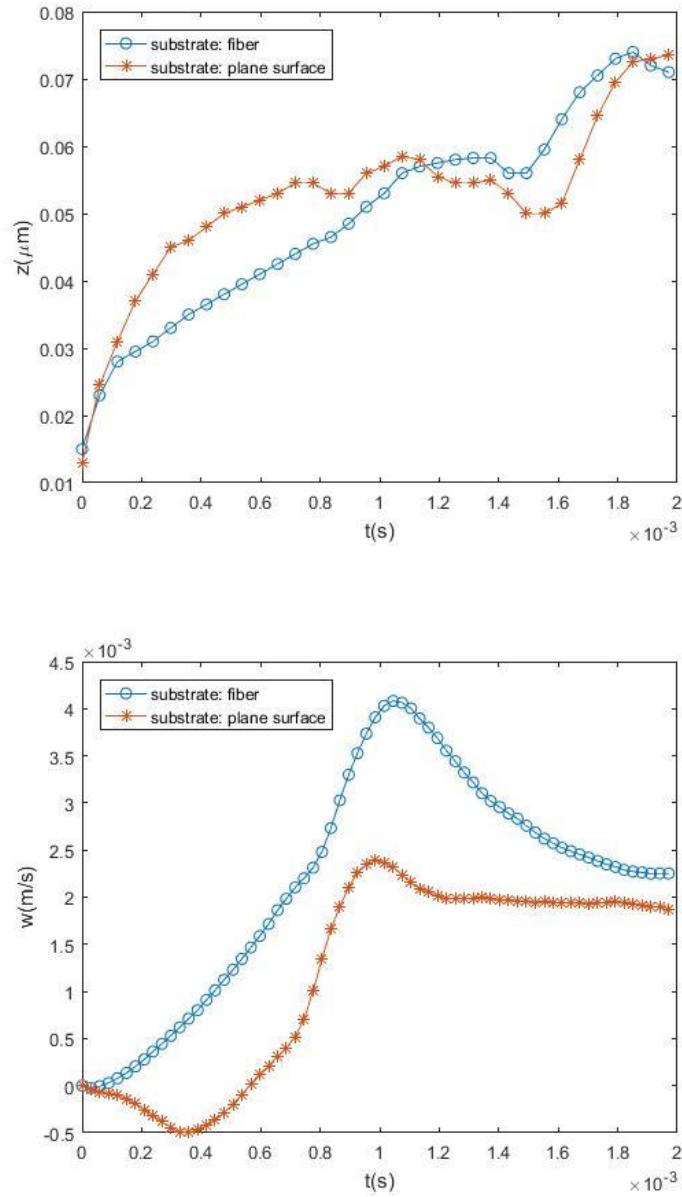 0.08
substrate: fiber
substrate: plane surface
0.07
0.06
0.05
z(μm)
0.04
0.03
0.02
0.01
0 0.2 0.4 0.6 0.8 1 1.2 1.4 1.6 1.8 2
t(s)
× 10⁻³
× 10⁻³
4.5
substrate: fiber
substrate: plane surface
4
3.5
3
2.5
w(m/s)
2
1.5
1
0.5
0
-0.5
0 0.2 0.4 0.6 0.8 1 1.2 1.4 1.6 1.8 2
t(s)
× 10⁻³